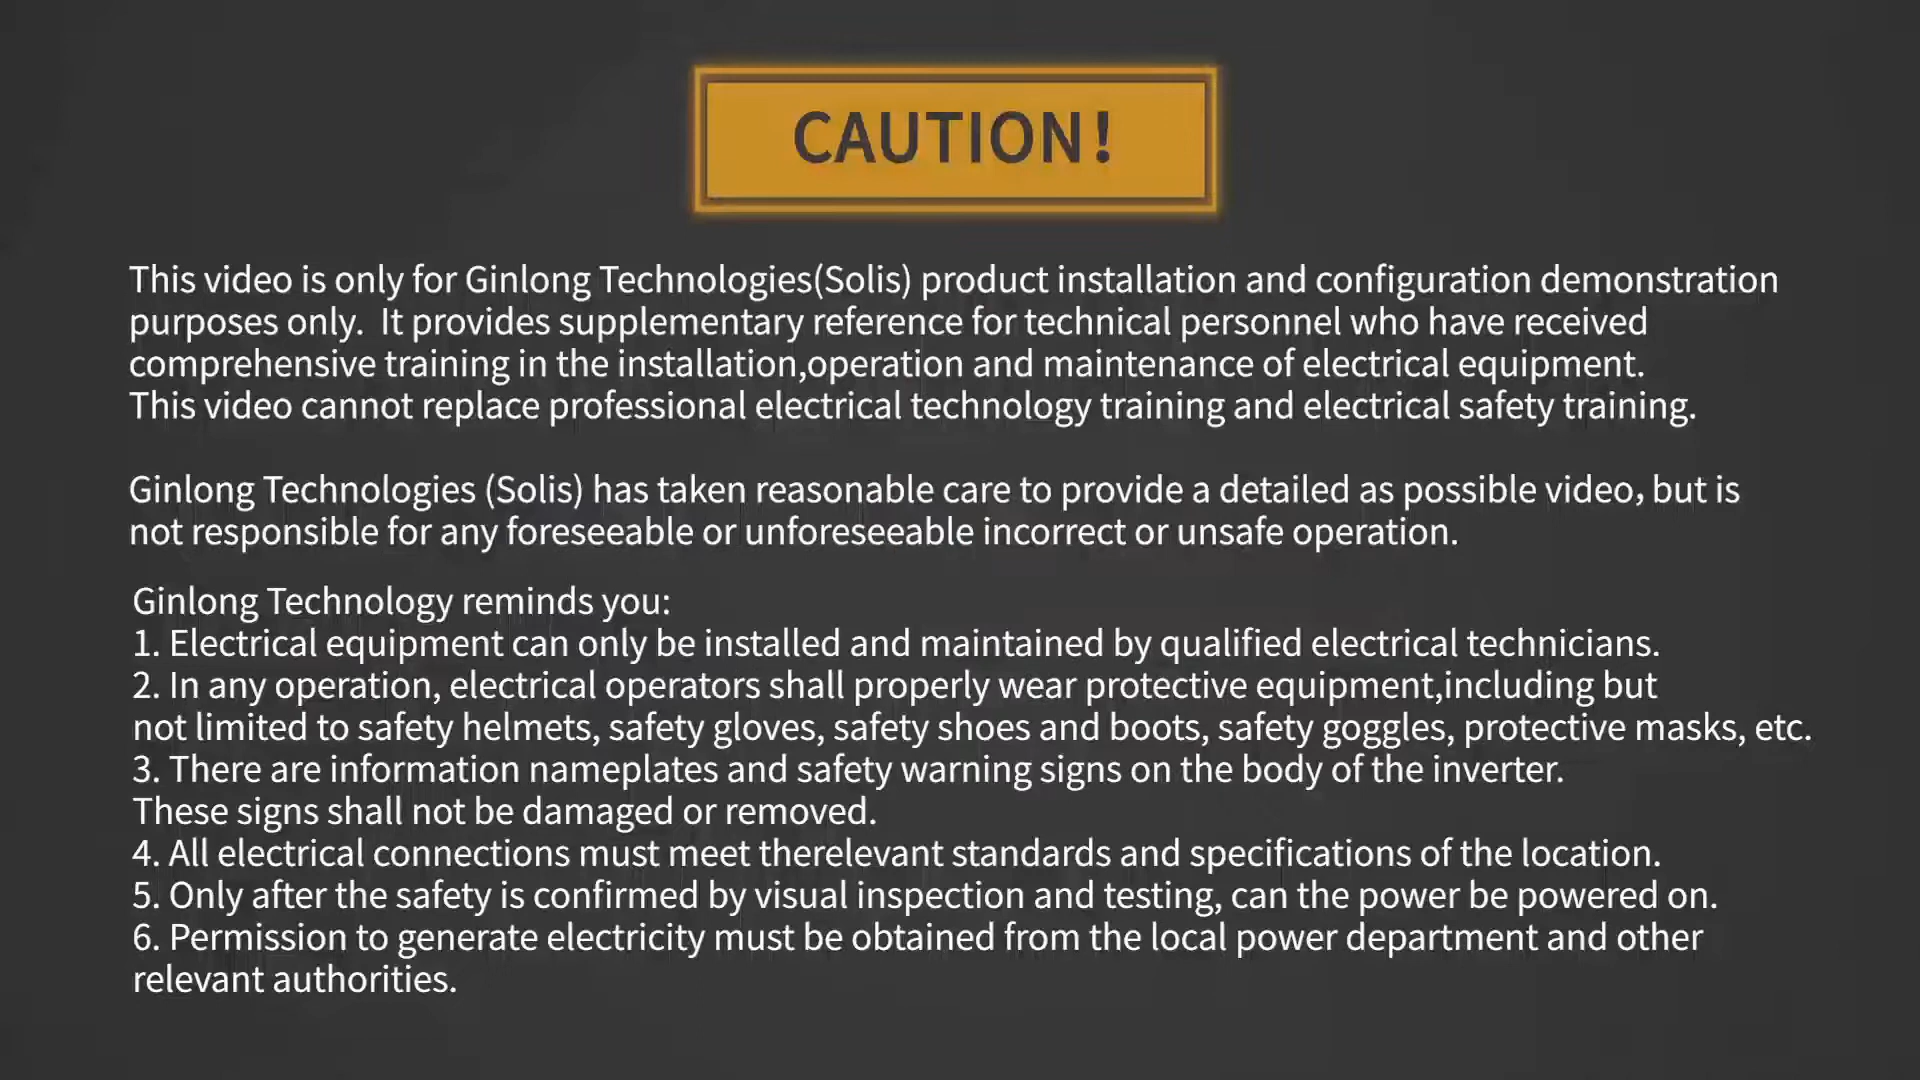 CAUTION!
This video is only for Ginlong Technologies(Solis) product installation and configuration demonstration
purposes only.  It provides supplementary reference for technical personnel who have received
comprehensive training in the installation,operation and maintenance of electrical equipment.
This video cannot replace professional electrical technology training and electrical safety training.
Ginlong Technologies (Solis) has taken reasonable care to provide a detailed as possible video, but is
not responsible for any foreseeable or unforeseeable incorrect or unsafe operation.
Ginlong Technology reminds you:
1. Electrical equipment can only be installed and maintained by qualified electrical technicians.
2. In any operation, electrical operators shall properly wear protective equipment,including but
not limited to safety helmets, safety gloves, safety shoes and boots, safety goggles, protective masks, etc.
3. There are information nameplates and safety warning signs on the body of the inverter.
These signs shall not be damaged or removed.
4. All electrical connections must meet therelevant standards and specifications of the location.
5. Only after the safety is confirmed by visual inspection and testing, can the power be powered on.
6. Permission to generate electricity must be obtained from the local power department and other
relevant authorities.